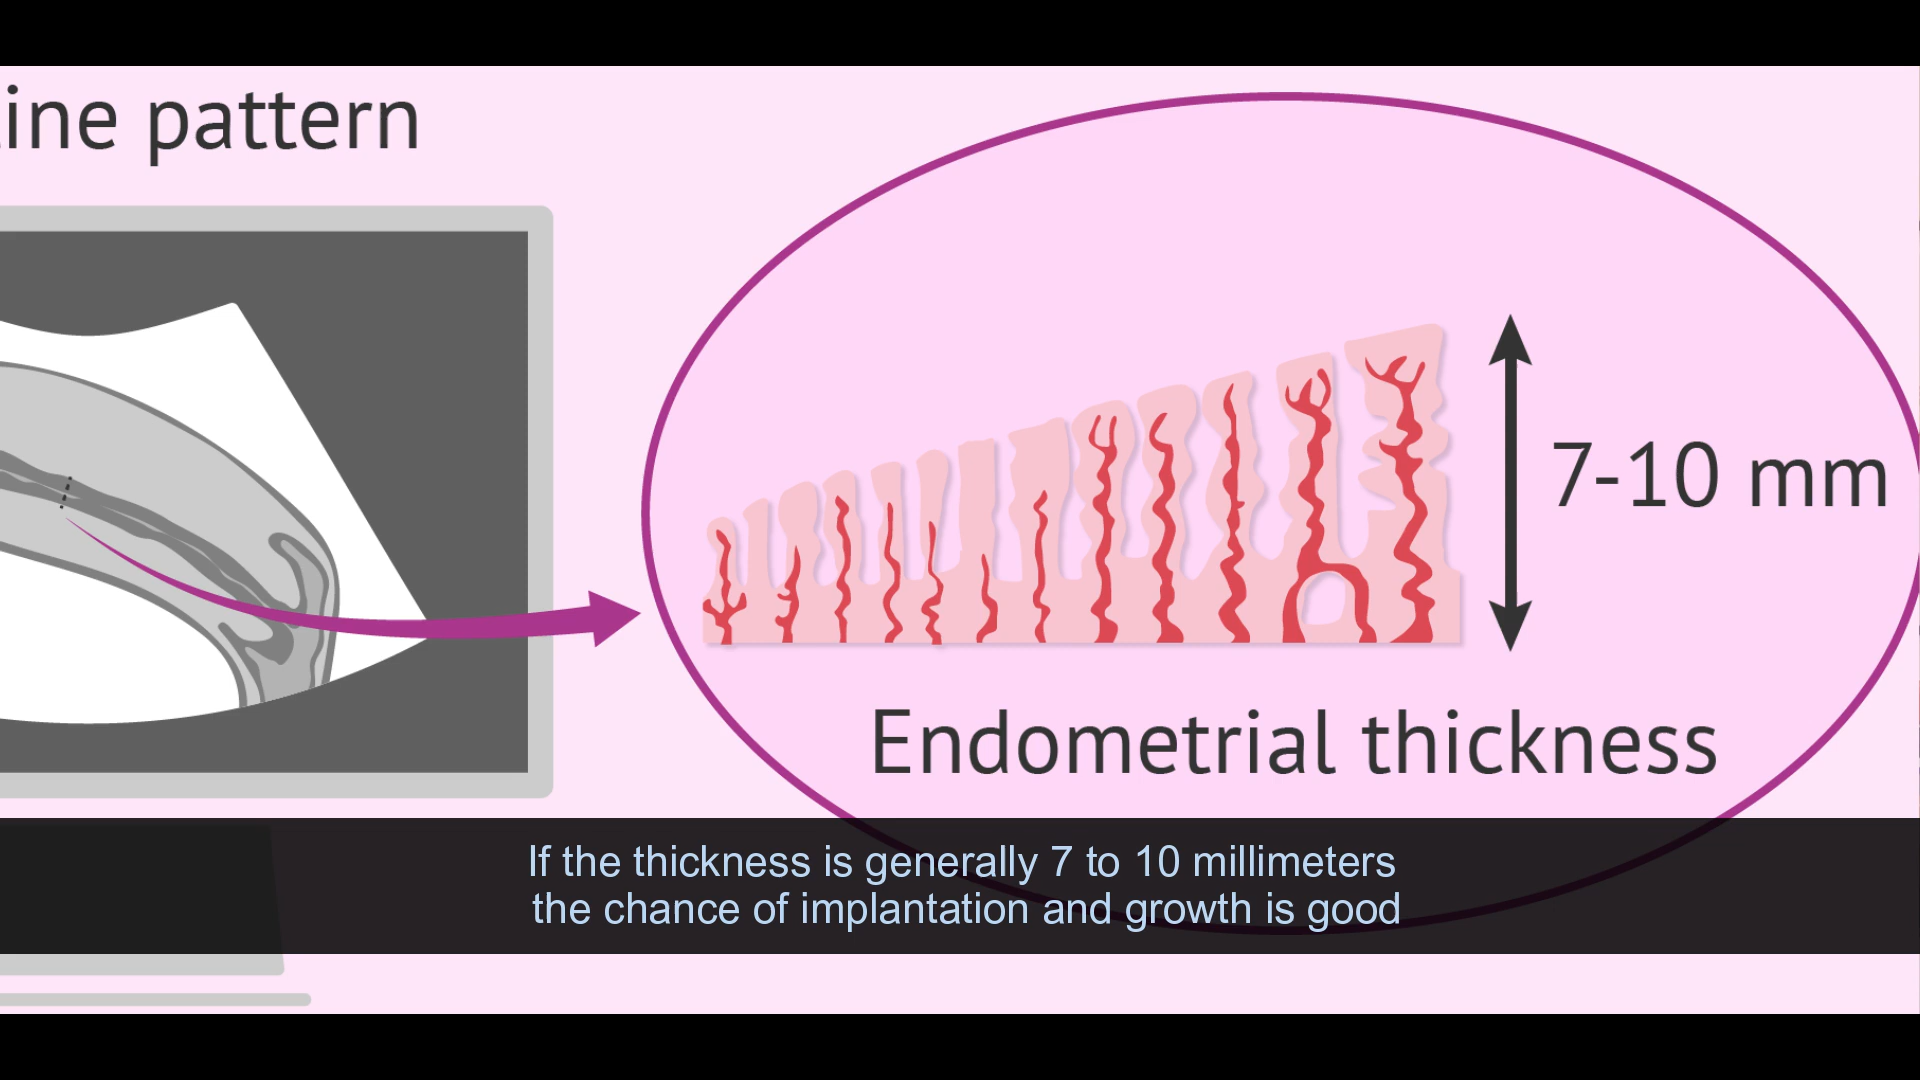 ine pattern
7-10 mm
Endometrial thickness
If the thickness is generally 7 to 10 millimeters
the chance of implantation and growth is good